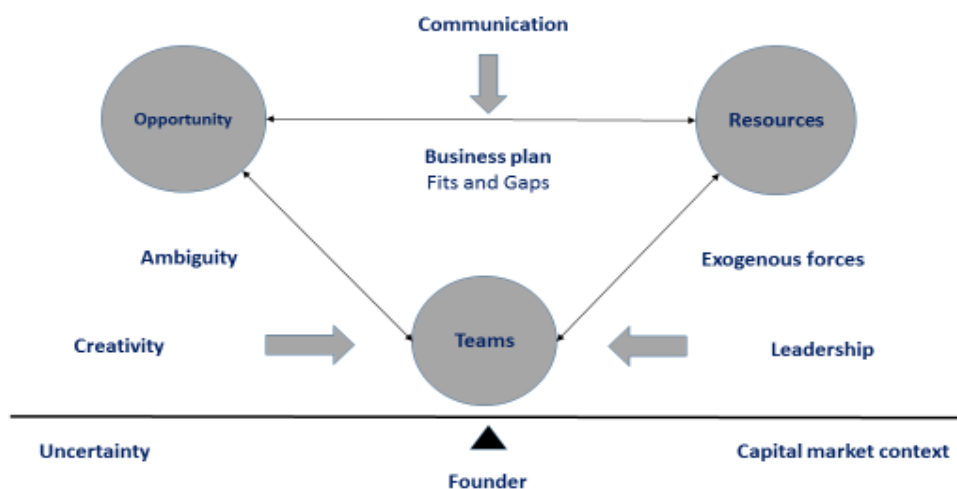 Communication
Opportunity
Resources
Business plan
Fits and Gaps
Ambiguity
Exogenous forces
Creativity
Teams
Leadership
Uncertainty
Capital market context
Founder